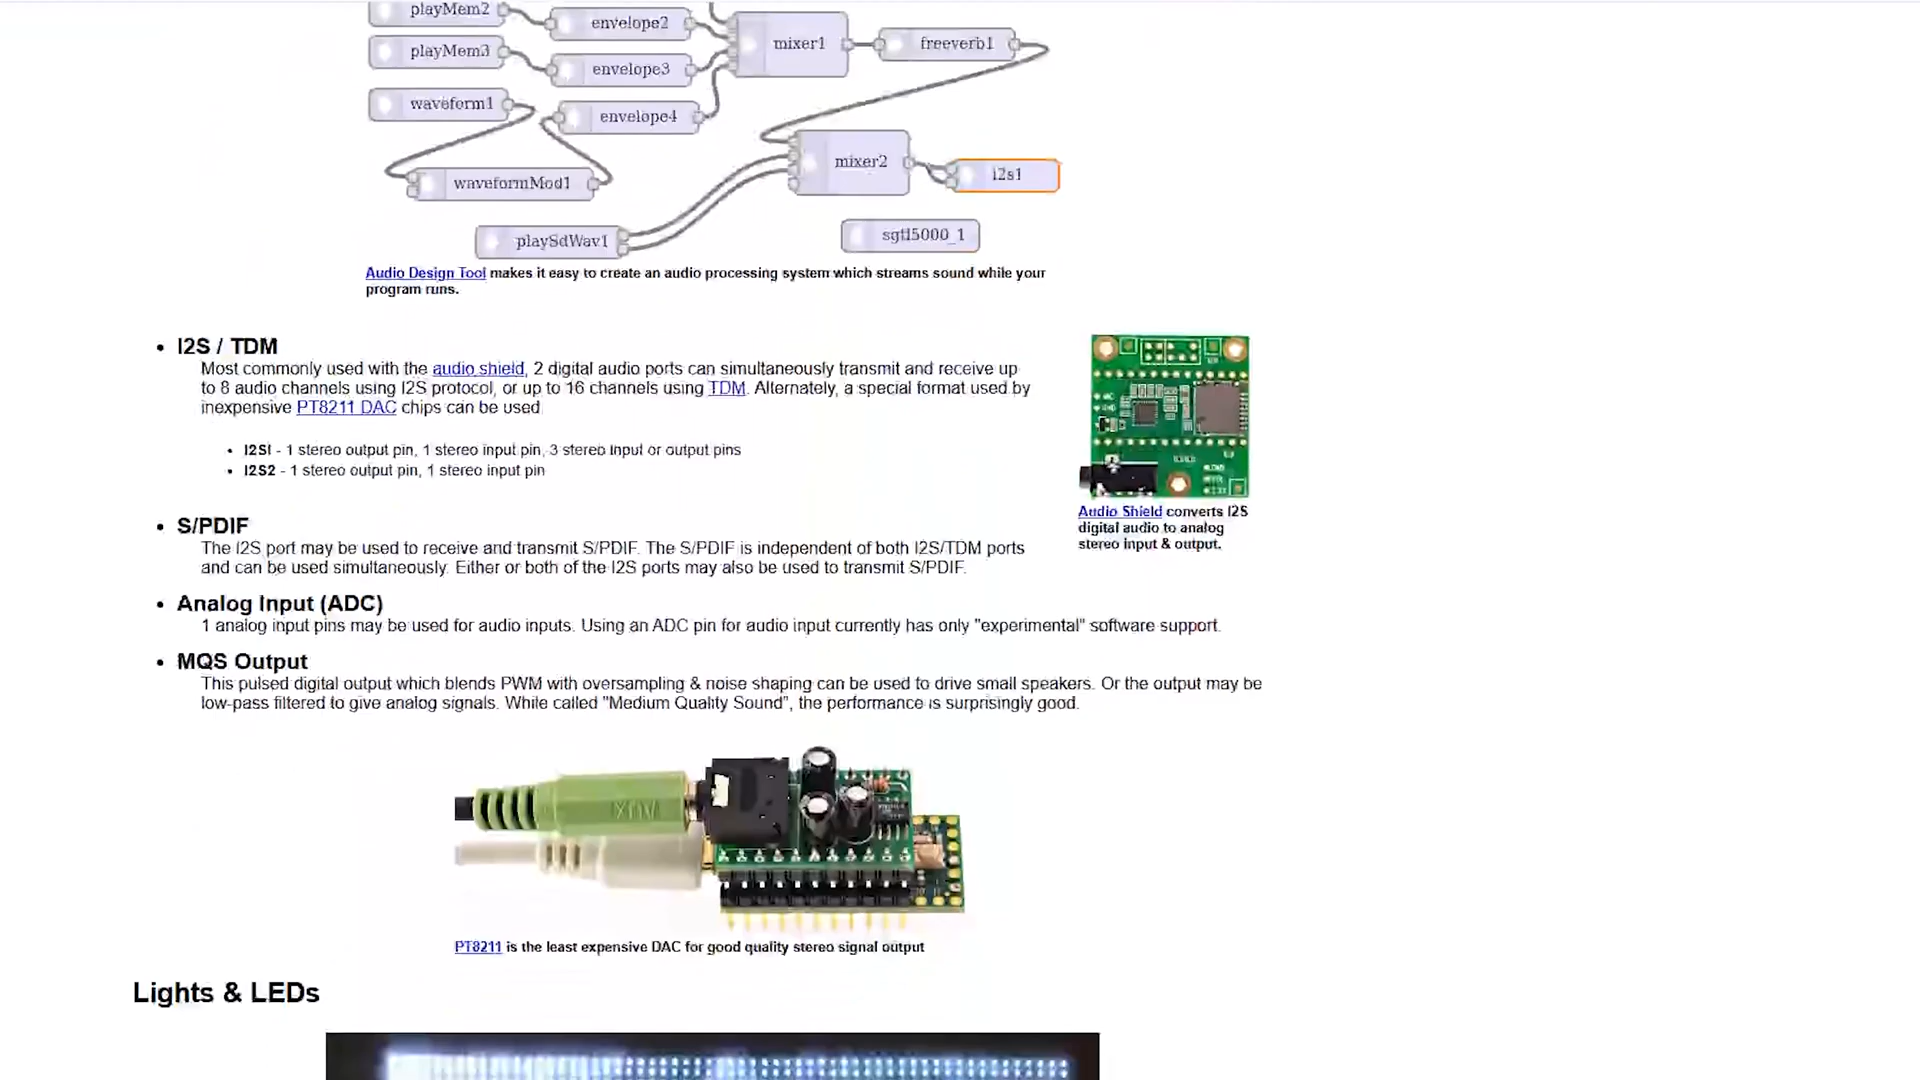 playMem2
envelope2
mixer1
freeverb1
playMem3
envelope3
waveform1
envelope4
mixer2
i2s1
waveformMod1
playSdWav1
sgtl5000_1
Audio Design Tool makes it easy to create an audio processing system which streams sound while your
program runs.
• I2S / TDM
Most commonly used with the audio shield, 2 digital audio ports can simultaneously transmit and receive up
to 8 audio channels using I2S protocol, or up to 16 channels using TDM. Alternately, a special format used by
inexpensive PT8211 DAC chips can be used
• I2S1 - 1 stereo output pin, 1 stereo input pin, 3 stereo input or output pins
• I2S2 - 1 stereo output pin, 1 stereo input pin
Audio Shield converts I2S
digital audio to analog
stereo input & output.
• S/PDIF
The I2S port may be used to receive and transmit S/PDIF. The S/PDIF is independent of both I2S/TDM ports
and can be used simultaneously. Either or both of the I2S ports may also be used to transmit S/PDIF.
• Analog Input (ADC)
1 analog input pins may be used for audio inputs. Using an ADC pin for audio input currently has only "experimental" software support.
• MQS Output
This pulsed digital output which blends PWM with oversampling & noise shaping can be used to drive small speakers. Or the output may be
low-pass filtered to give analog signals. While called "Medium Quality Sound", the performance is surprisingly good.
PT8211 is the least expensive DAC for good quality stereo signal output
Lights & LEDs